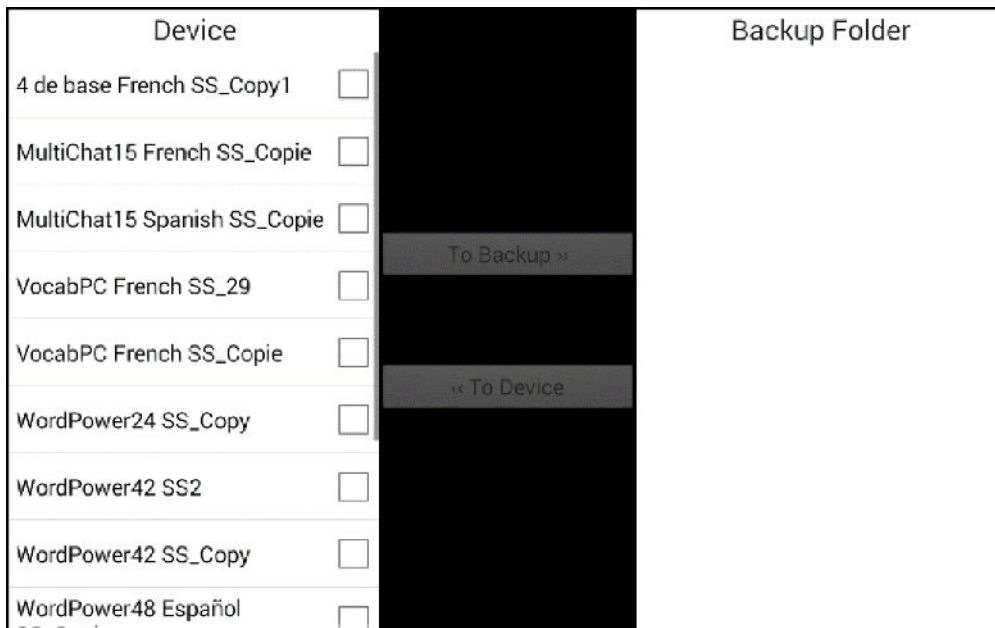 Device
4 de base French SS_Copy1
MultiChat15 French SS_Copie
MultiChat15 Spanish SS_Copie
VocabPC French SS_29
VocabPC French SS_Copie
WordPower24 SS_Copy
WordPower42 SS2
WordPower42 SS_Copy
WordPower48 Español
To Backup »
« To Device
Backup Folder